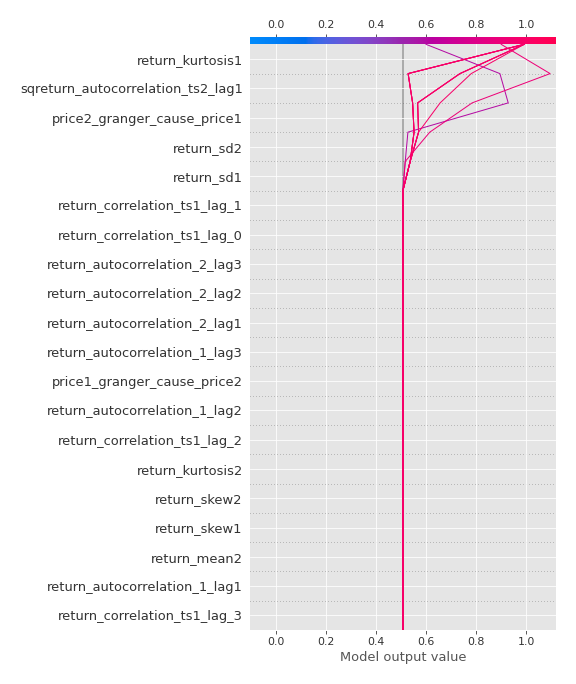 0.0 0.2 0.4 0.6 0.8 1.0
return_kurtosis1
sqreturn_autocorrelation_ts2_lag1
price2_granger_cause_price1
return_sd2
return_sd1
return_correlation_ts1_lag_1
return_correlation_ts1_lag_0
return_autocorrelation_2_lag3
return_autocorrelation_2_lag2
return_autocorrelation_2_lag1
return_autocorrelation_1_lag3
price1_granger_cause_price2
return_autocorrelation_1_lag2
return_correlation_ts1_lag_2
return_kurtosis2
return_skew2
return_skew1
return_mean2
return_autocorrelation_1_lag1
return_correlation_ts1_lag_3
0.0 0.2 0.4 0.6 0.8 1.0
Model output value